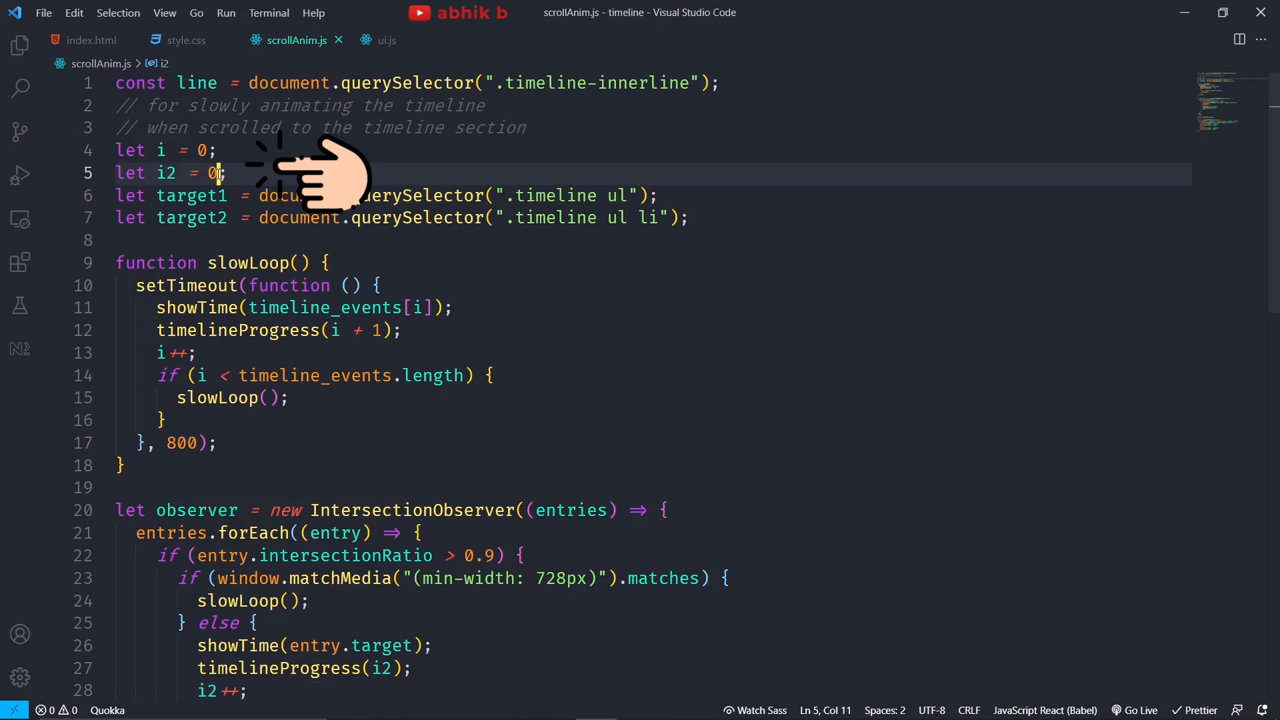 File Edit Selection View Go Run Terminal Help
abhik b
scrollAnim.js - timeline - Visual Studio Code
index.html style.css scrollAnim.js ui.js
scrollAnim.js > i2
1 const line = document.querySelector(".timeline-innerline");
2 // for slowly animating the timeline
3 // when scrolled to the timeline section
4 let i = 0;
5 let i2 = 0;
6 let target1 = querySelector(".timeline ul");
7 let target2 = document.querySelector(".timeline ul li");
8
9 function slowLoop() {
10 setTimeout(function () {
11 showTime(timeline_events[i]);
12 timelineProgress(i + 1);
13 i++;
14 if (i < timeline_events.length) {
15 slowLoop();
16 }
17 }, 800);
18 }
19
20 let observer = new IntersectionObserver((entries) => {
21 entries.forEach((entry) => {
22 if (entry.intersectionRatio > 0.9) {
23 if (window.matchMedia("(min-width: 728px)").matches) {
24 slowLoop();
25 } else {
26 showTime(entry.target);
27 timelineProgress(i2);
28 i2++;
0 0 Quokka Watch Sass Ln 5, Col 11 Spaces: 2 UTF-8 CRLF JavaScript React (Babel) Go Live Prettier